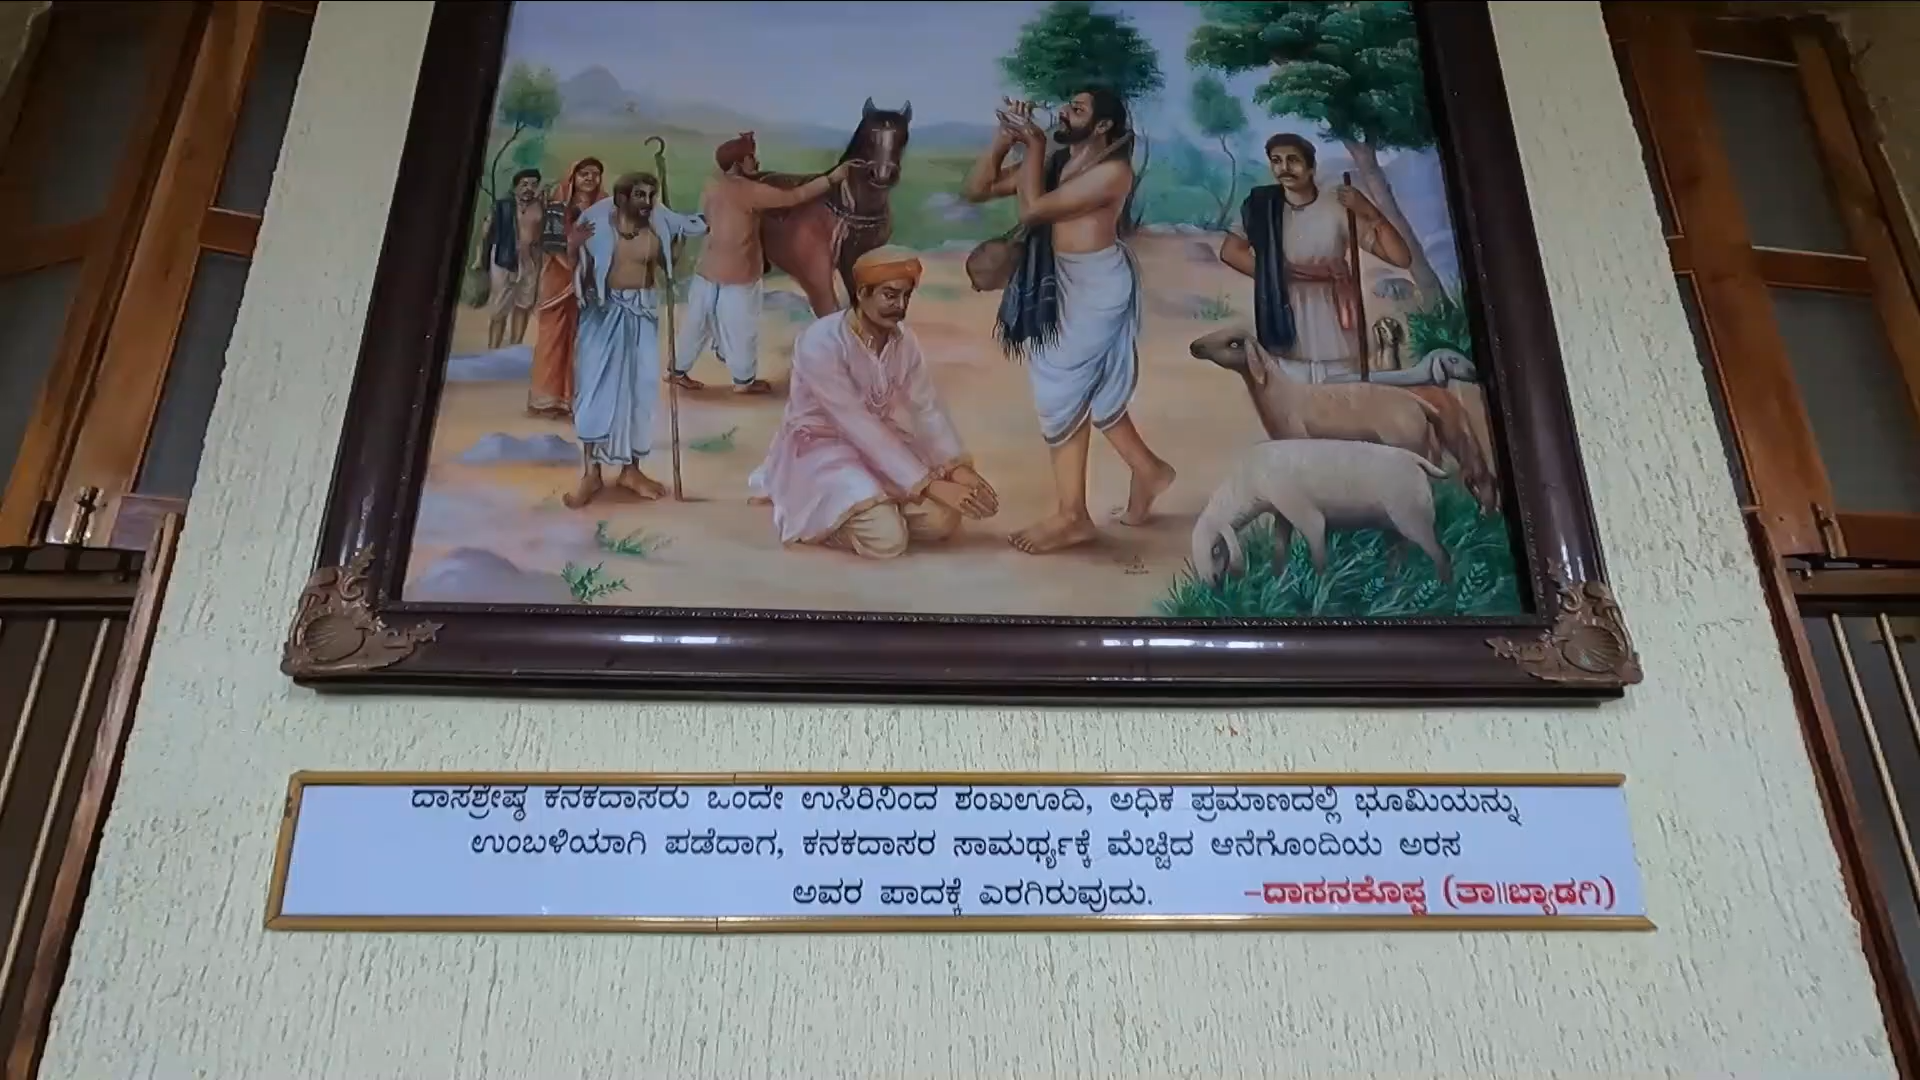 ದಾಸಶ್ರೇಷ್ಠ ಕನಕದಾಸರು ಒಂದೇ ಉಸಿರಿನಿಂದ ಶಂಖಊದಿ, ಅಧಿಕ ಪ್ರಮಾಣದಲ್ಲಿ ಭೂಮಿಯನ್ನು
ಉಂಬಳಿಯಾಗಿ ಪಡೆದಾಗ, ಕನಕದಾಸರ ಸಾಮರ್ಥ್ಯಕ್ಕೆ ಮೆಚ್ಚಿದ ಆನೆಗೊಂದಿಯ ಅರಸ
ಅವರ ಪಾದಕ್ಕೆ ಎರಗಿರುವುದು. –ದಾಸನಕೊಪ್ಪ (ತಾ||ಬ್ಯಾಡಗಿ)